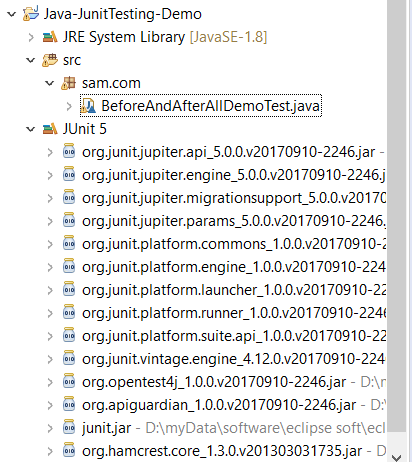 Java-JunitTesting-Demo
JRE System Library [JavaSE-1.8]
src
sam.com
BeforeAndAfterAllDemoTest.java
JUnit 5
org.junit.jupiter.api_5.0.0.v20170910-2246.jar -
org.junit.jupiter.engine_5.0.0.v20170910-2246.j
org.junit.jupiter.migrationsupport_5.0.0.v20170
org.junit.jupiter.params_5.0.0.v20170910-2246.
org.junit.platform.commons_1.0.0.v20170910-2
org.junit.platform.engine_1.0.0.v20170910-224
org.junit.platform.launcher_1.0.0.v20170910-22
org.junit.platform.runner_1.0.0.v20170910-224
org.junit.platform.suite.api_1.0.0.v20170910-22
org.junit.vintage.engine_4.12.0.v20170910-224
org.opentest4j_1.0.0.v20170910-2246.jar - D:\n
org.apiguardian_1.0.0.v20170910-2246.jar - D:\
junit.jar - D:\myData\software\eclipse soft\ecl
org.hamcrest.core_1.3.0.v201303031735.jar -